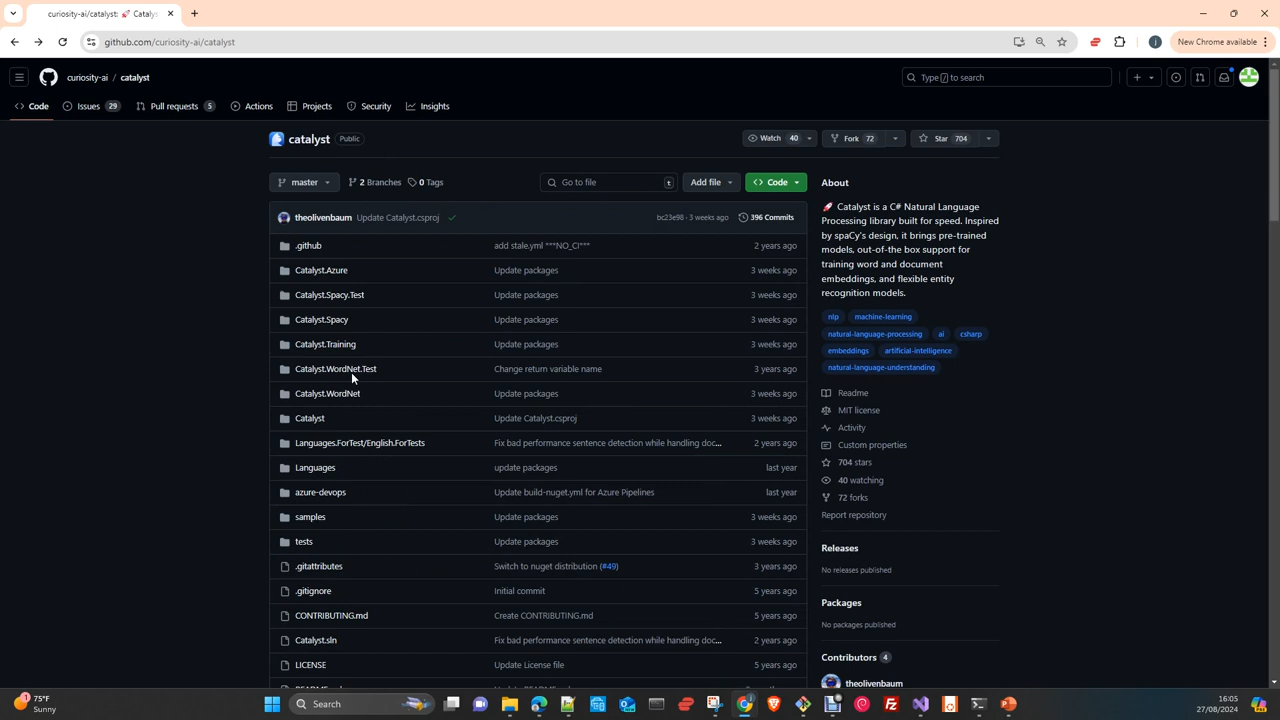 curiosity-ai/catalyst: 🚀 Cataly
github.com/curiosity-ai/catalyst
New Chrome available
curiosity-ai / catalyst
Type / to search
Code
Issues 29
Pull requests 5
Actions
Projects
Security
Insights
catalyst Public
Watch 40
Fork 72
Star 704
master
2 Branches
0 Tags
Go to file t
Add file
Code
theolivenbaum Update Catalyst.csproj
bc23e98 · 3 weeks ago
396 Commits
.github add stale.yml ***NO_CI*** 2 years ago
Catalyst.Azure Update packages 3 weeks ago
Catalyst.Spacy.Test Update packages 3 weeks ago
Catalyst.Spacy Update packages 3 weeks ago
Catalyst.Training Update packages 3 weeks ago
Catalyst.WordNet.Test Change return variable name 3 years ago
Catalyst.WordNet Update packages 3 weeks ago
Catalyst Update Catalyst.csproj 3 weeks ago
Languages.ForTest/English.ForTests Fix bad performance sentence detection while handling doc... 2 years ago
Languages update packages last year
azure-devops Update build-nuget.yml for Azure Pipelines last year
samples Update packages 3 weeks ago
tests Update packages 3 weeks ago
.gitattributes Switch to nuget distribution (#49) 3 years ago
.gitignore Initial commit 5 years ago
CONTRIBUTING.md Create CONTRIBUTING.md 5 years ago
Catalyst.sln Fix bad performance sentence detection while handling doc... 2 years ago
LICENSE Update License file 5 years ago
About
🚀 Catalyst is a C# Natural Language
Processing library built for speed. Inspired
by spaCy's design, it brings pre-trained
models, out-of-the box support for
training word and document
embeddings, and flexible entity
recognition models.
nlp machine-learning
natural-language-processing ai csharp
embeddings artificial-intelligence
natural-language-understanding
Readme
MIT license
Activity
Custom properties
704 stars
40 watching
72 forks
Report repository
Releases
No releases published
Packages
No packages published
Contributors 4
theolivenbaum
1
75°F
Sunny
Search
16:05
27/08/2024